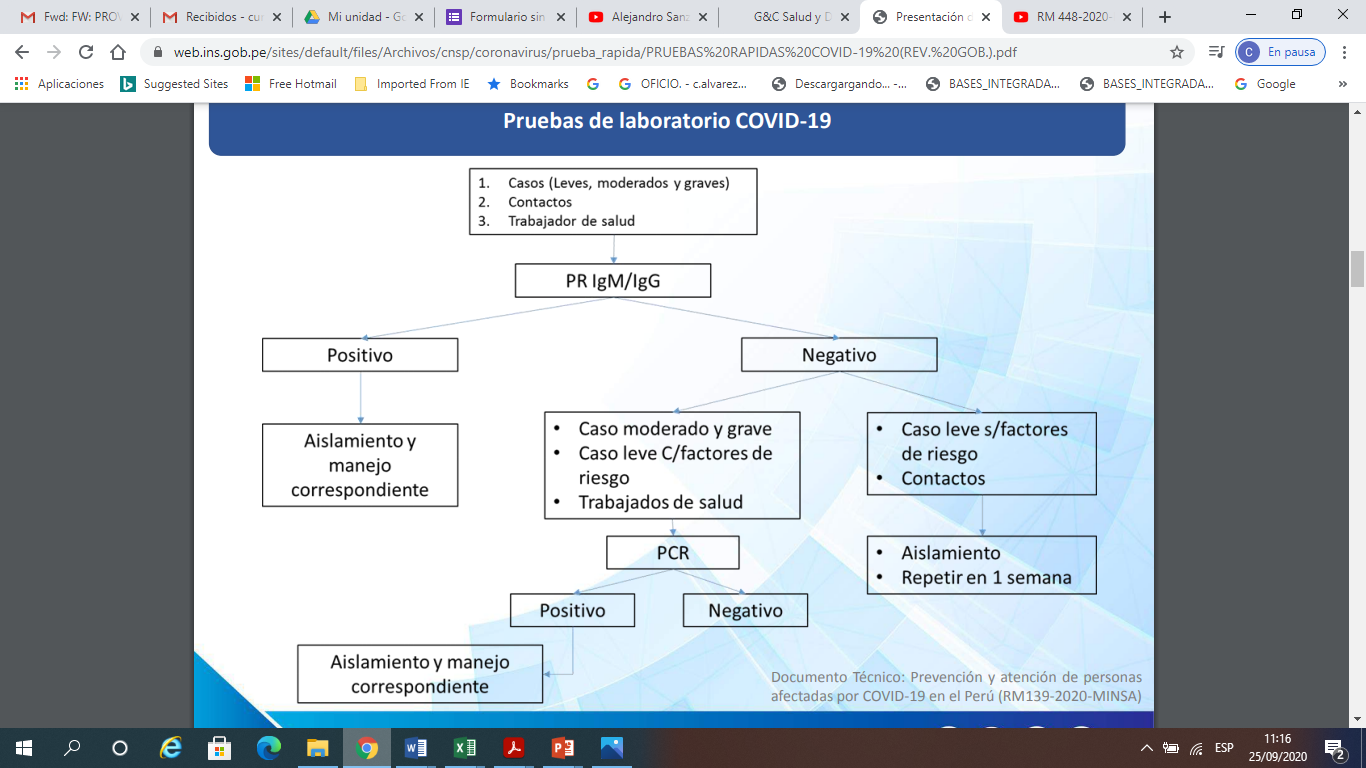 Fwd: FW: PROV
Recibidos - cur
Mi unidad - Go
Formulario sin
Alejandro Sanz
G&C Salud y D
Presentación d
RM 448-2020-
web.ins.gob.pe/sites/default/files/Archivos/cnsp/coronavirus/prueba_rapida/PRUEBAS%20RAPIDAS%20COVID-19%20(REV.%20GOB.).pdf
C
En pausa
Aplicaciones
Suggested Sites
Free Hotmail
Imported From IE
Bookmarks
OFICIO. - c.alvarez...
Descargargando... -...
BASES_INTEGRADA...
BASES_INTEGRADA...
Google
»
Pruebas de laboratorio COVID-19
1. Casos (Leves, moderados y graves)
2. Contactos
3. Trabajador de salud
PR IgM/IgG
Positivo
Negativo
Aislamiento y
manejo
correspondiente
• Caso moderado y grave
• Caso leve C/factores de
riesgo
• Trabajados de salud
• Caso leve s/factores
de riesgo
• Contactos
PCR
• Aislamiento
• Repetir en 1 semana
Positivo
Negativo
Aislamiento y manejo
correspondiente
Documento Técnico: Prevención y atención de personas
afectadas por COVID-19 en el Perú (RM139-2020-MINSA)
ESP
11:16
25/09/2020
2